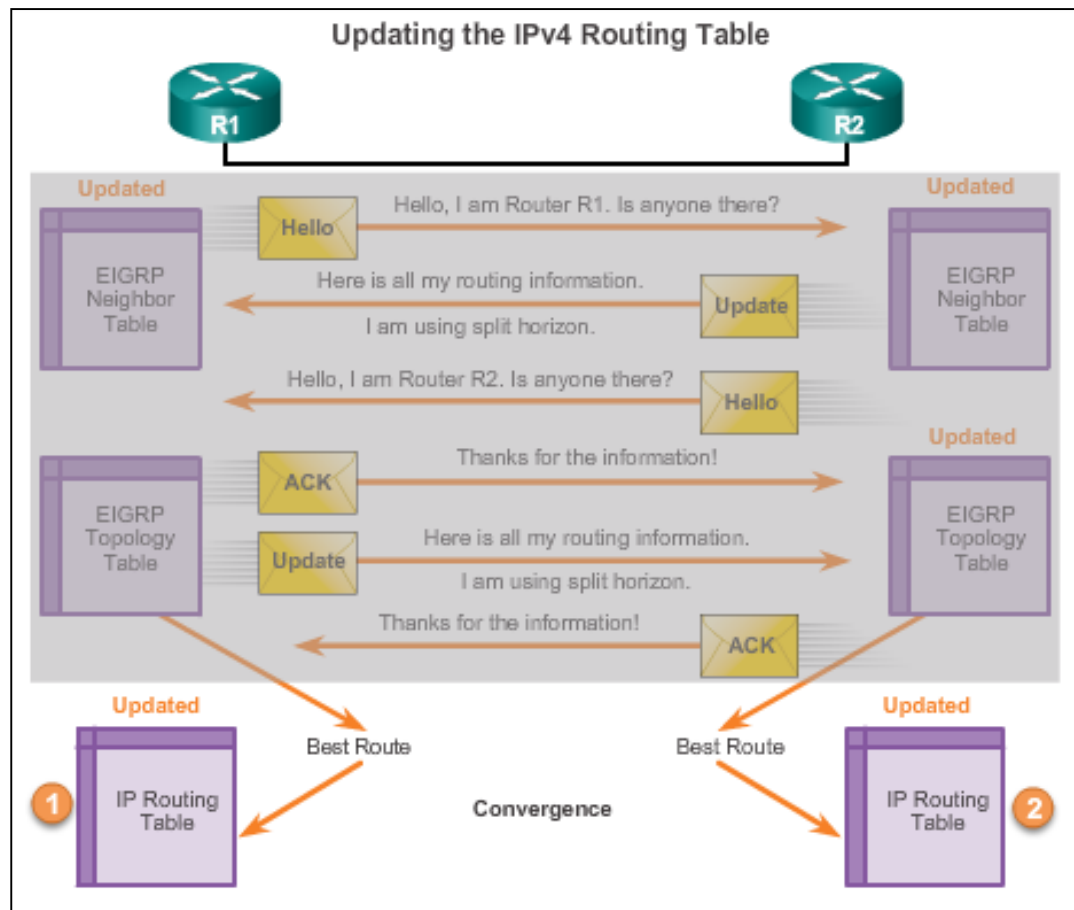 Updating the IPv4 Routing Table
R1
R2
Updated
Updated
EIGRP
Neighbor
Table
Hello
Hello, I am Router R1. Is anyone there?
EIGRP
Neighbor
Table
Here is all my routing information.
I am using split horizon.
Update
Hello, I am Router R2. Is anyone there?
Hello
Updated
EIGRP
Topology
Table
ACK
Thanks for the information!
EIGRP
Topology
Table
Update
Here is all my routing information.
I am using split horizon.
Thanks for the information!
ACK
Updated
Updated
Best Route
Best Route
1
IP Routing
Table
Convergence
IP Routing
Table
2